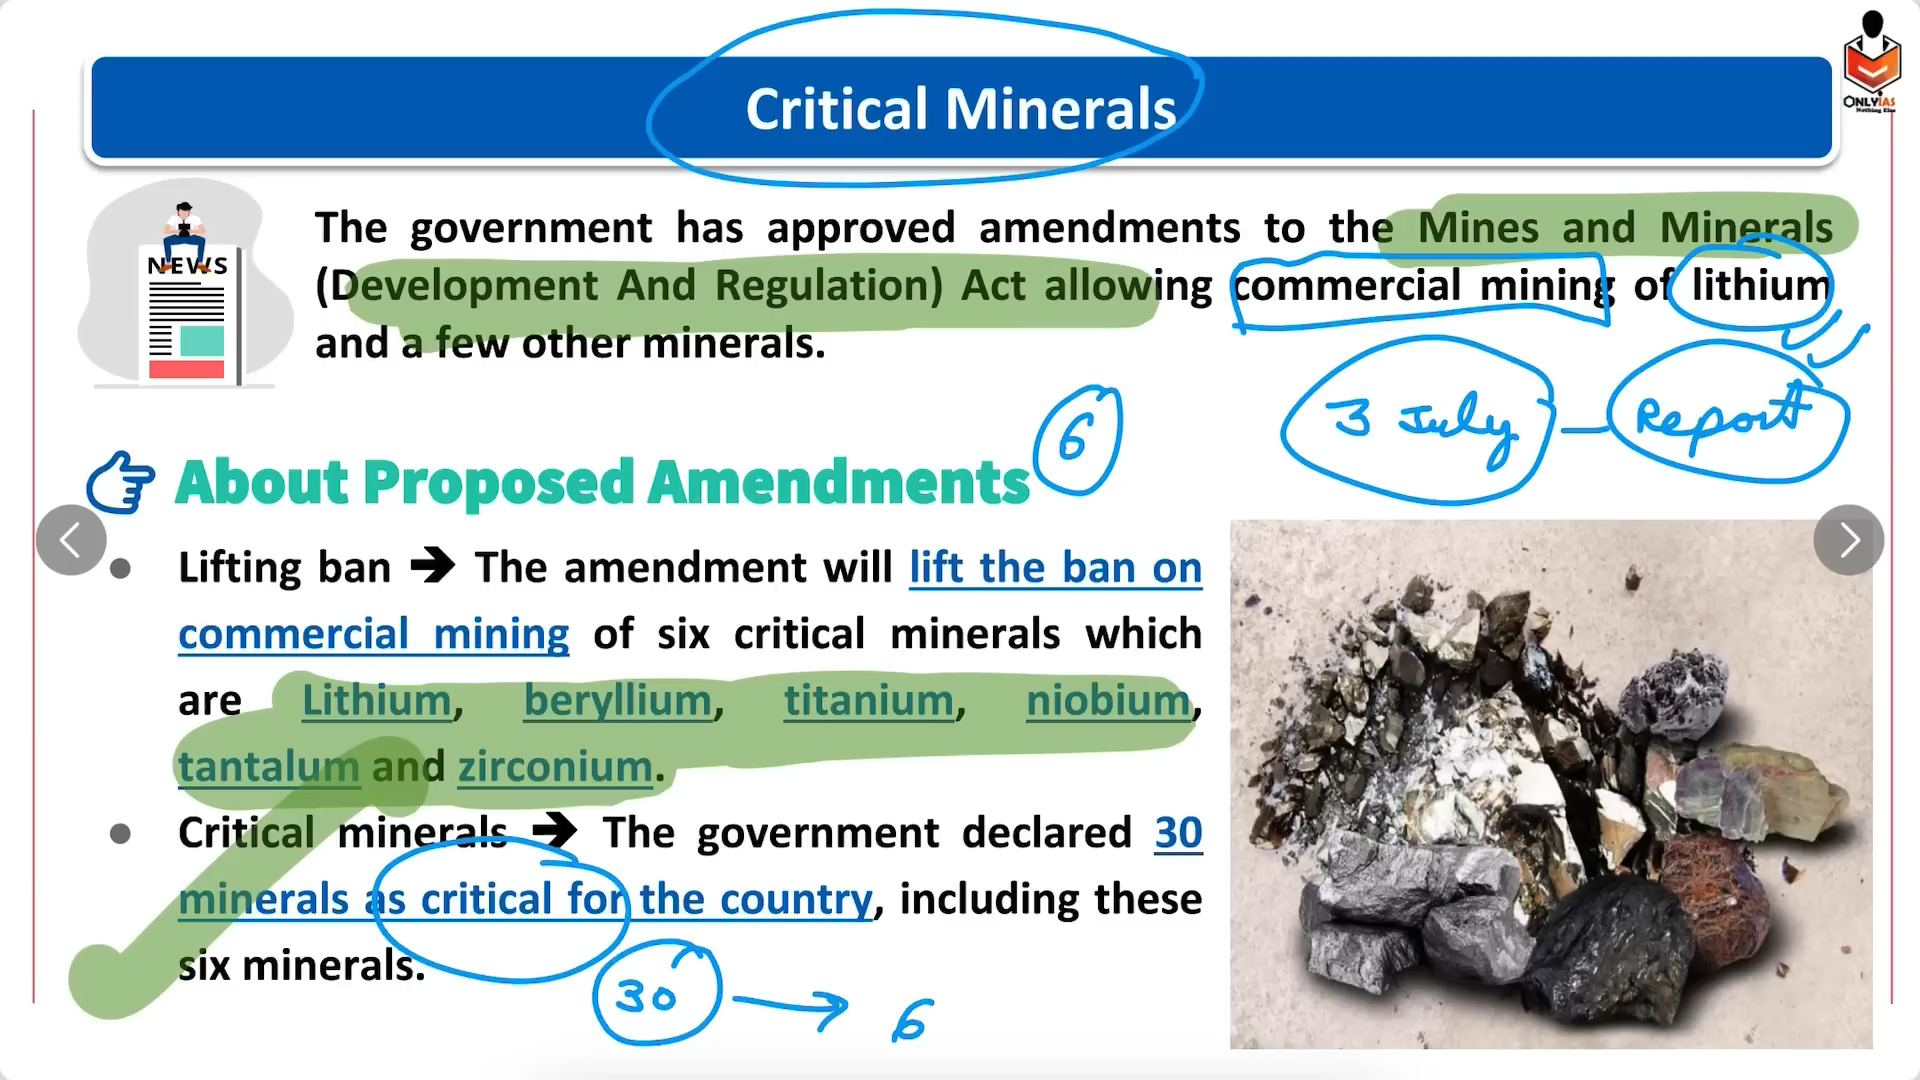 Critical Minerals
ONLYIAS
Nothing Else
NEWS
The government has approved amendments to the Mines and Minerals
(Development And Regulation) Act allowing commercial mining of lithium
and a few other minerals.
3 July — Report
6
About Proposed Amendments
Lifting ban → The amendment will lift the ban on
commercial mining of six critical minerals which
are Lithium, beryllium, titanium, niobium,
tantalum and zirconium.
Critical minerals → The government declared 30
minerals as critical for the country, including these
six minerals.
30 → 6